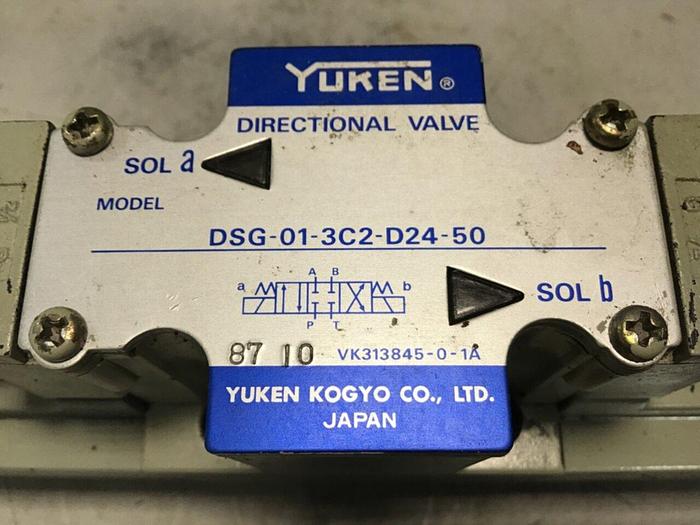 YUKEN®
DIRECTIONAL VALVE
SOL a
MODEL
DSG-01-3C2-D24-50
A B
a b
P T
SOL b
87 10 VK313845-0-1A
YUKEN KOGYO CO., LTD.
JAPAN